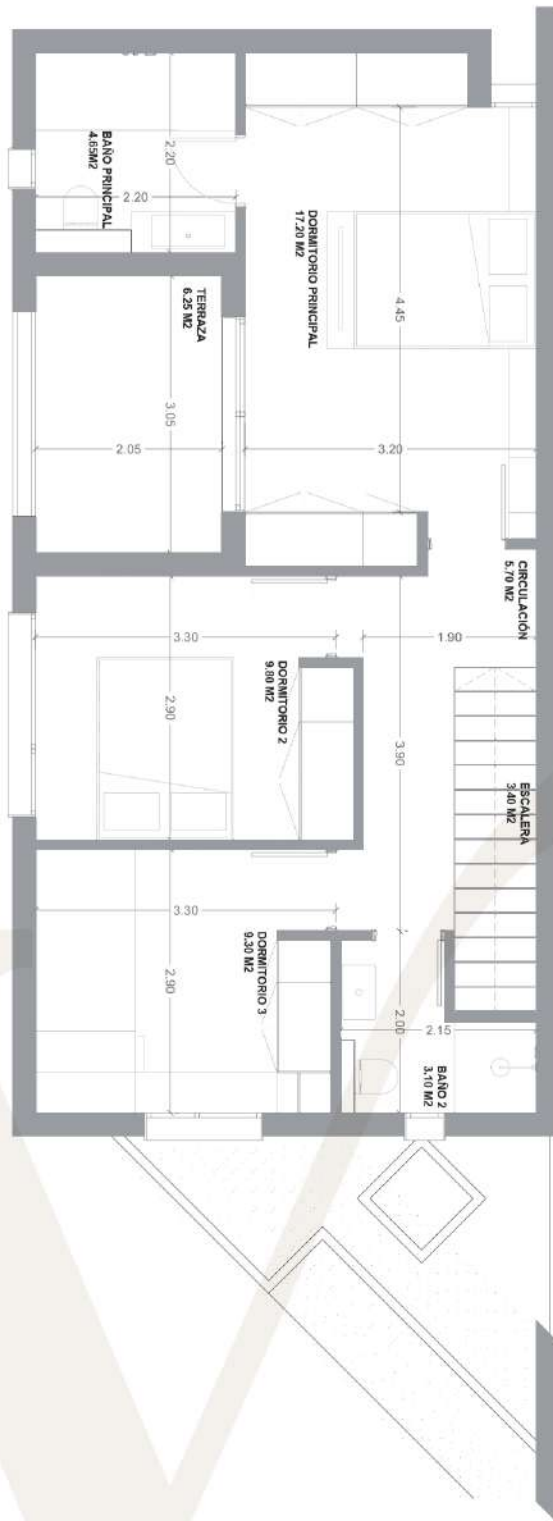 BAÑO PRINCIPAL
4.65M2
2.20
2.20
DORMITORIO PRINCIPAL
17.20 M2
4.45
3.20
TERRAZA
6.25 M2
3.05
2.05
CIRCULACIÓN
5.70 M2
1.90
3.90
DORMITORIO 2
9.80 M2
3.30
2.90
ESCALERA
3.40 M2
DORMITORIO 3
9.30 M2
3.30
2.90
BAÑO 2
3.10 M2
2.00
2.15